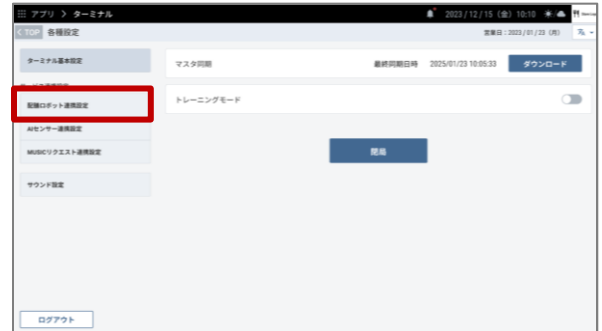 アプリ > ターミナル
2023/12/15 (金) 10:10
< TOP 各種設定
営業日:2023/01/23 (月)
ターミナル基本設定
マスタ同期
最終同期日時 2025/01/23 10:05:33
ダウンロード
配膳ロボット連携設定
トレーニングモード
AIセンサー連携設定
MUSICリクエスト連携設定
閉局
サウンド設定
ログアウト